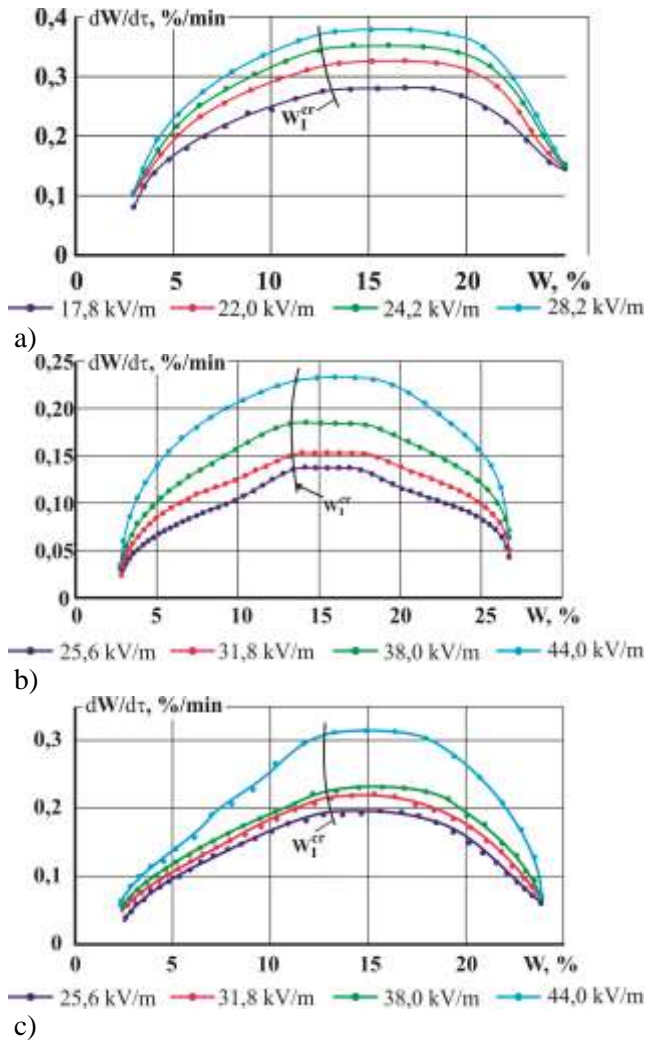 dW/dτ, %/min
0,4
0,3
0,2
0,1
0
W₁ᶜʳ
0 5 10 15 20 W, %
17,8 kV/m 22,0 kV/m 24,2 kV/m 28,2 kV/m
a)
dW/dτ, %/min
0,25
0,20
0,15
0,10
0,05
0
W₁ᶜʳ
0 5 10 15 20 25 W, %
25,6 kV/m 31,8 kV/m 38,0 kV/m 44,0 kV/m
b)
dW/dτ, %/min
0,3
0,2
0,1
0
W₁ᶜʳ
0 5 10 15 20 W, %
25,6 kV/m 31,8 kV/m 38,0 kV/m 44,0 kV/m
c)